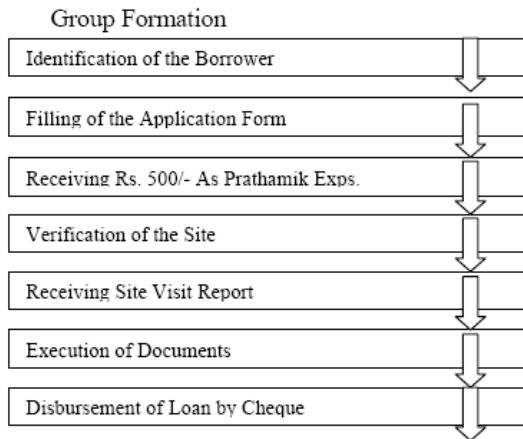 Group Formation
Identification of the Borrower
Filling of the Application Form
Receiving Rs. 500/- As Prathamik Exps.
Verification of the Site
Receiving Site Visit Report
Execution of Documents
Disbursement of Loan by Cheque